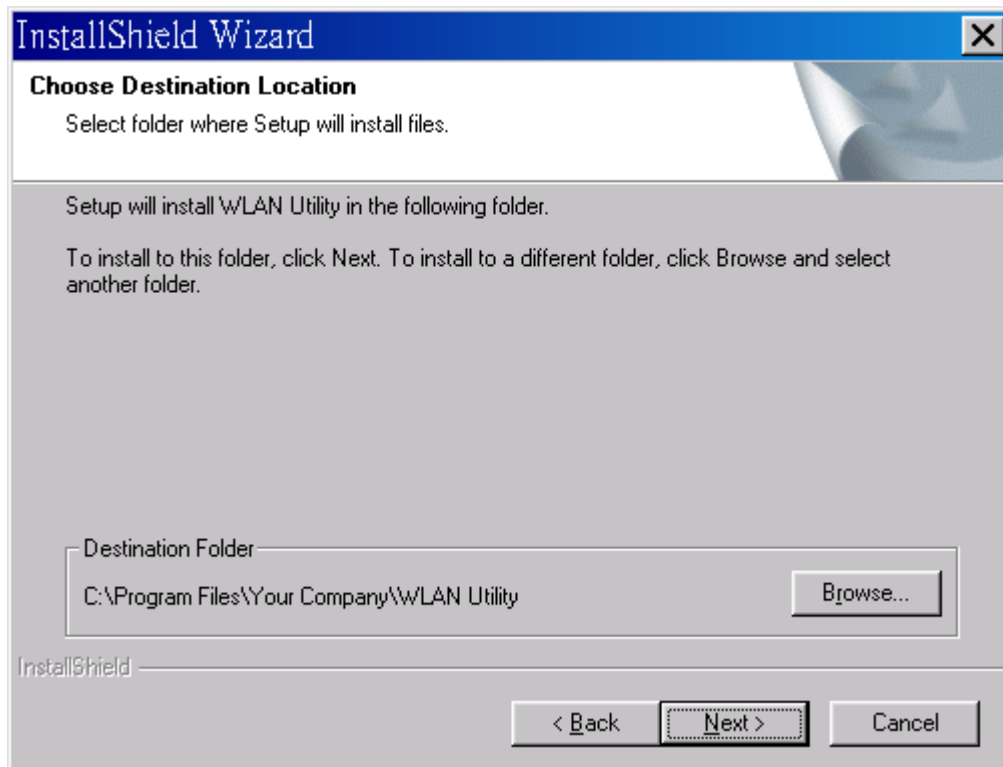 InstallShield Wizard
Choose Destination Location
Select folder where Setup will install files.
Setup will install WLAN Utility in the following folder.
To install to this folder, click Next. To install to a different folder, click Browse and select
another folder.
Destination Folder
C:\Program Files\Your Company\WLAN Utility
Browse...
InstallShield
< Back
Next >
Cancel